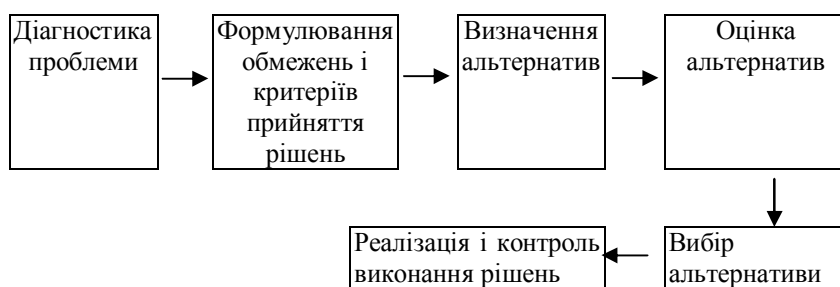 Діагностика
проблеми
Формулювання
обмежень і
критеріїв
прийняття
рішень
Визначення
альтернатив
Оцінка
альтернатив
Вибір
альтернативи
Реалізація і контроль
виконання рішень